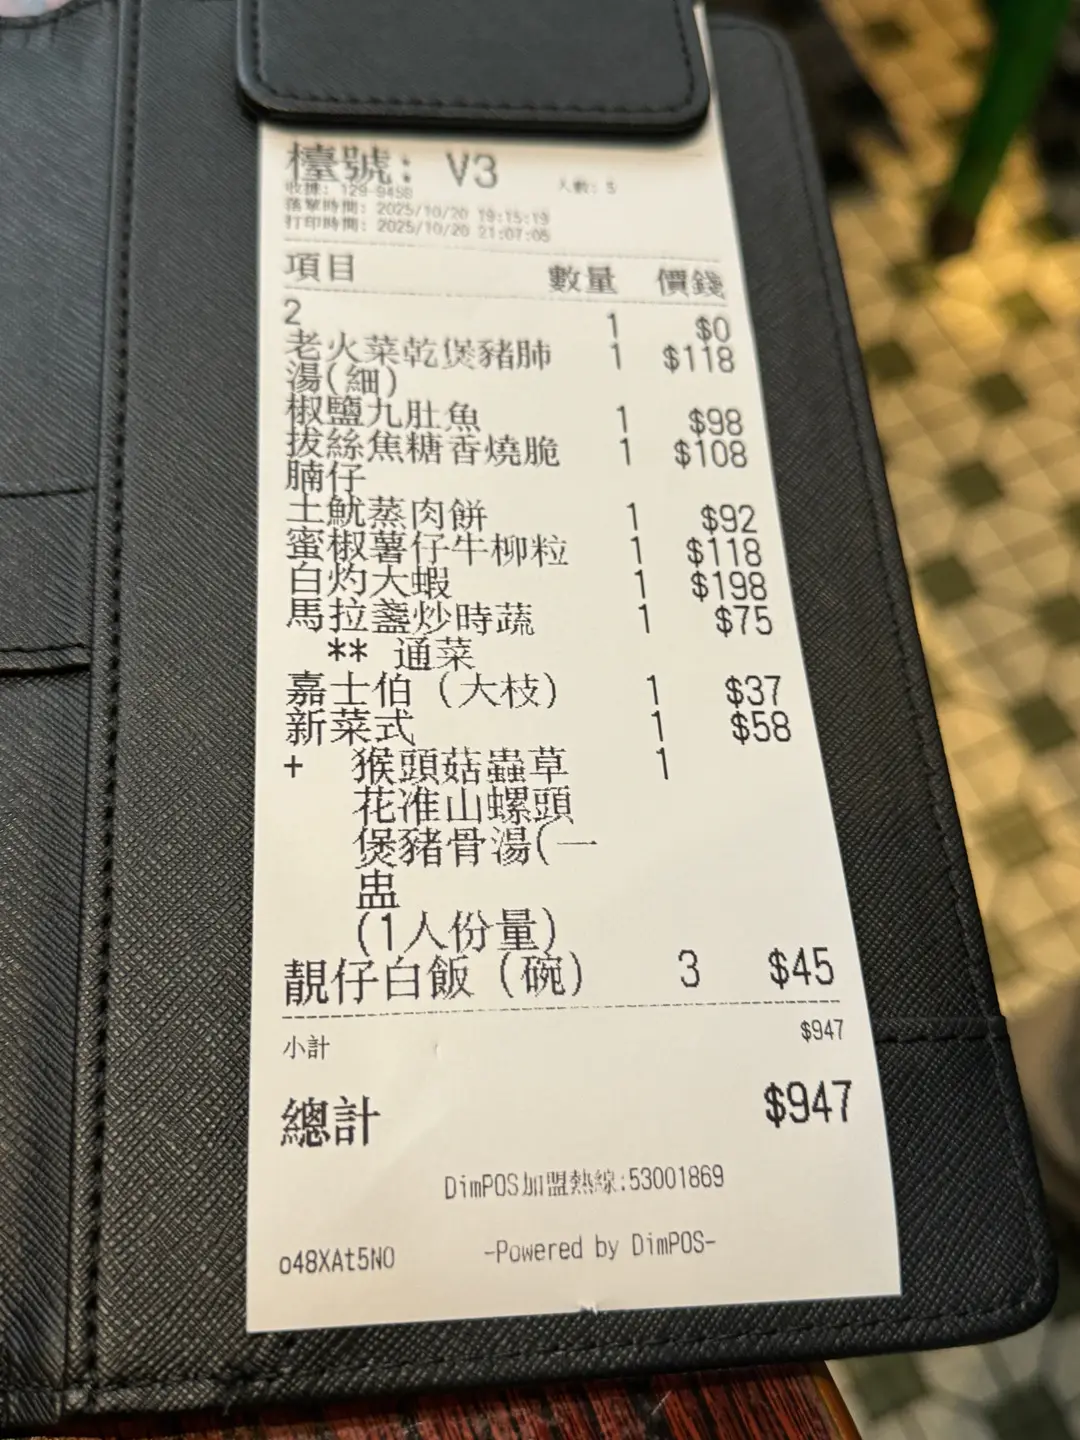 檯號: V3 人數: 5
收據: 129-9458
落單時間: 2025/10/20 19:15:19
打印時間: 2025/10/20 21:07:05
項目 數量 價錢
2 1 $0
老火菜乾煲豬肺 1 $118
湯(細)
椒鹽九肚魚 1 $98
拔絲焦糖香燒脆 1 $108
腩仔
土魷蒸肉餅 1 $92
蜜椒薯仔牛柳粒 1 $118
白灼大蝦 1 $198
馬拉盞炒時蔬 1 $75
** 通菜
嘉士伯（大枝） 1 $37
新菜式 1 $58
+ 猴頭菇蟲草 1
花淮山螺頭
煲豬骨湯(一
盅
(1人份量)
靚仔白飯（碗） 3 $45
小計 $947
總計 $947
DimPOS加盟熱線:53001869
o48XAt5NO -Powered by DimPOS-